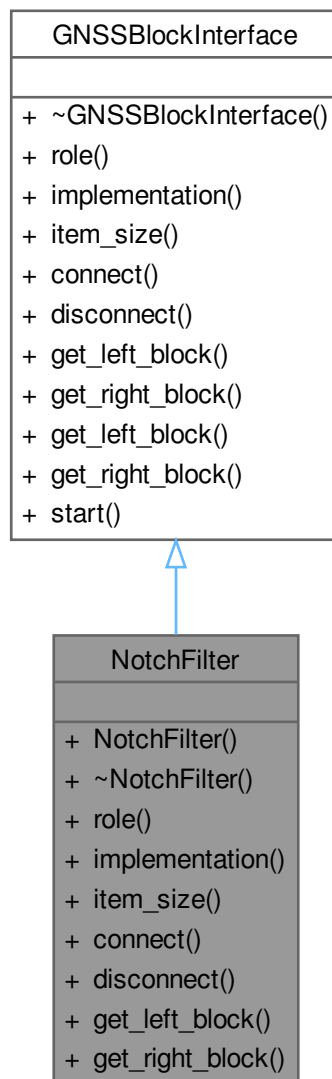 GNSSBlockInterface
+ ~GNSSBlockInterface()
+ role()
+ implementation()
+ item_size()
+ connect()
+ disconnect()
+ get_left_block()
+ get_right_block()
+ get_left_block()
+ get_right_block()
+ start()
NotchFilter
+ NotchFilter()
+ ~NotchFilter()
+ role()
+ implementation()
+ item_size()
+ connect()
+ disconnect()
+ get_left_block()
+ get_right_block()